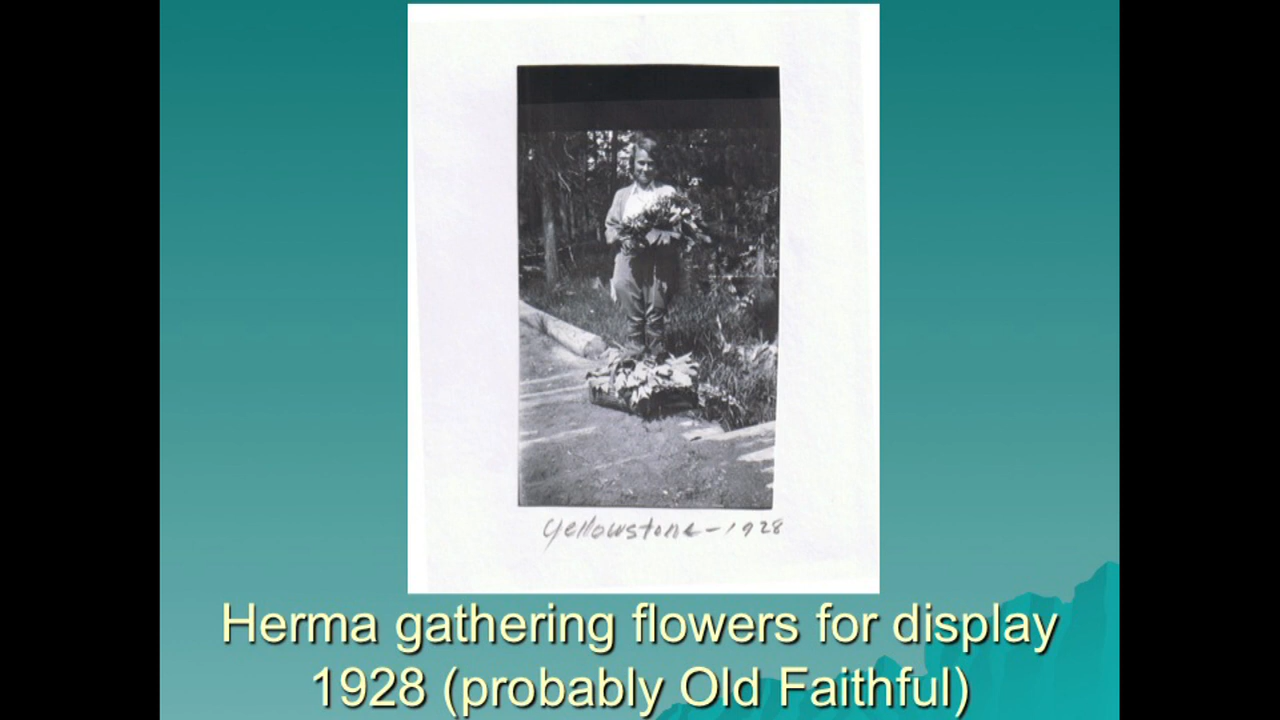 Yellowstone - 1928
Herma gathering flowers for display
1928 (probably Old Faithful)